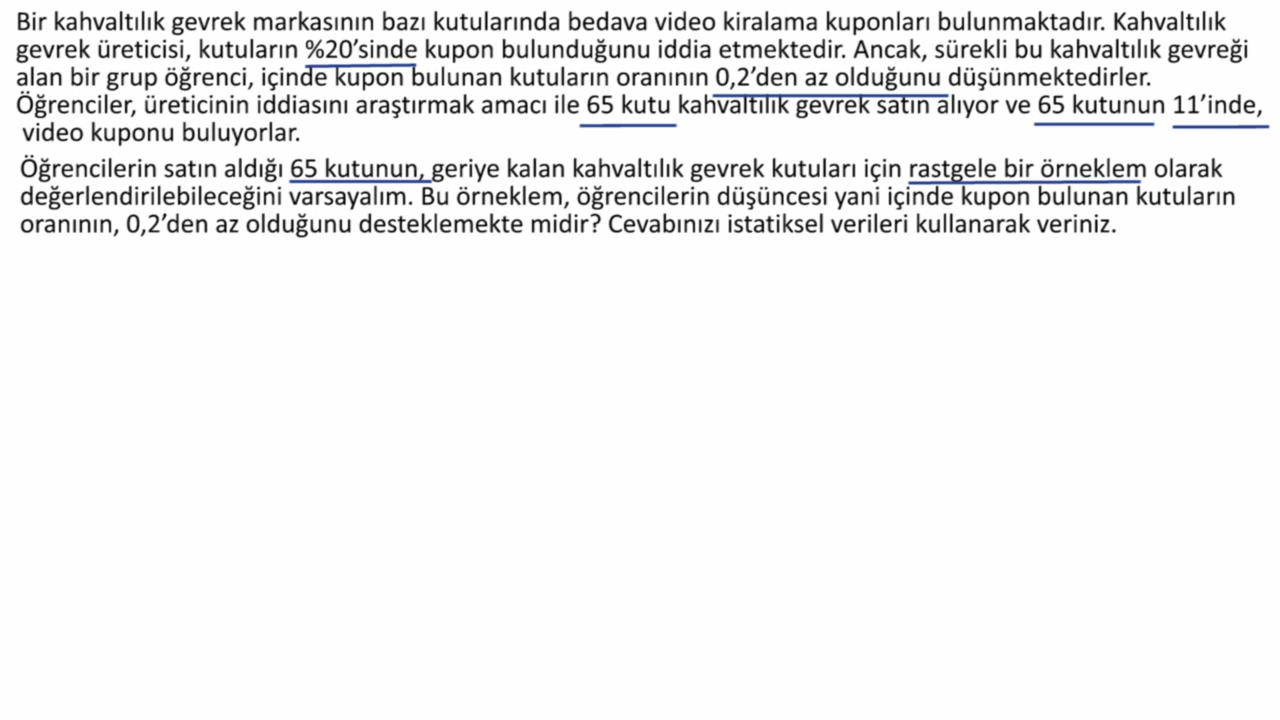 Bir kahvaltılık gevrek markasının bazı kutularında bedava video kiralama kuponları bulunmaktadır. Kahvaltılık
gevrek üreticisi, kutuların %20’sinde kupon bulunduğunu iddia etmektedir. Ancak, sürekli bu kahvaltılık gevreği
alan bir grup öğrenci, içinde kupon bulunan kutuların oranının 0,2’den az olduğunu düşünmektedirler.
Öğrenciler, üreticinin iddiasını araştırmak amacı ile 65 kutu kahvaltılık gevrek satın alıyor ve 65 kutunun 11’inde,
video kuponu buluyorlar.
Öğrencilerin satın aldığı 65 kutunun, geriye kalan kahvaltılık gevrek kutuları için rastgele bir örneklem olarak
değerlendirilebileceğini varsayalım. Bu örneklem, öğrencilerin düşüncesi yani içinde kupon bulunan kutuların
oranının, 0,2’den az olduğunu desteklemekte midir? Cevabınızı istatiksel verileri kullanarak veriniz.